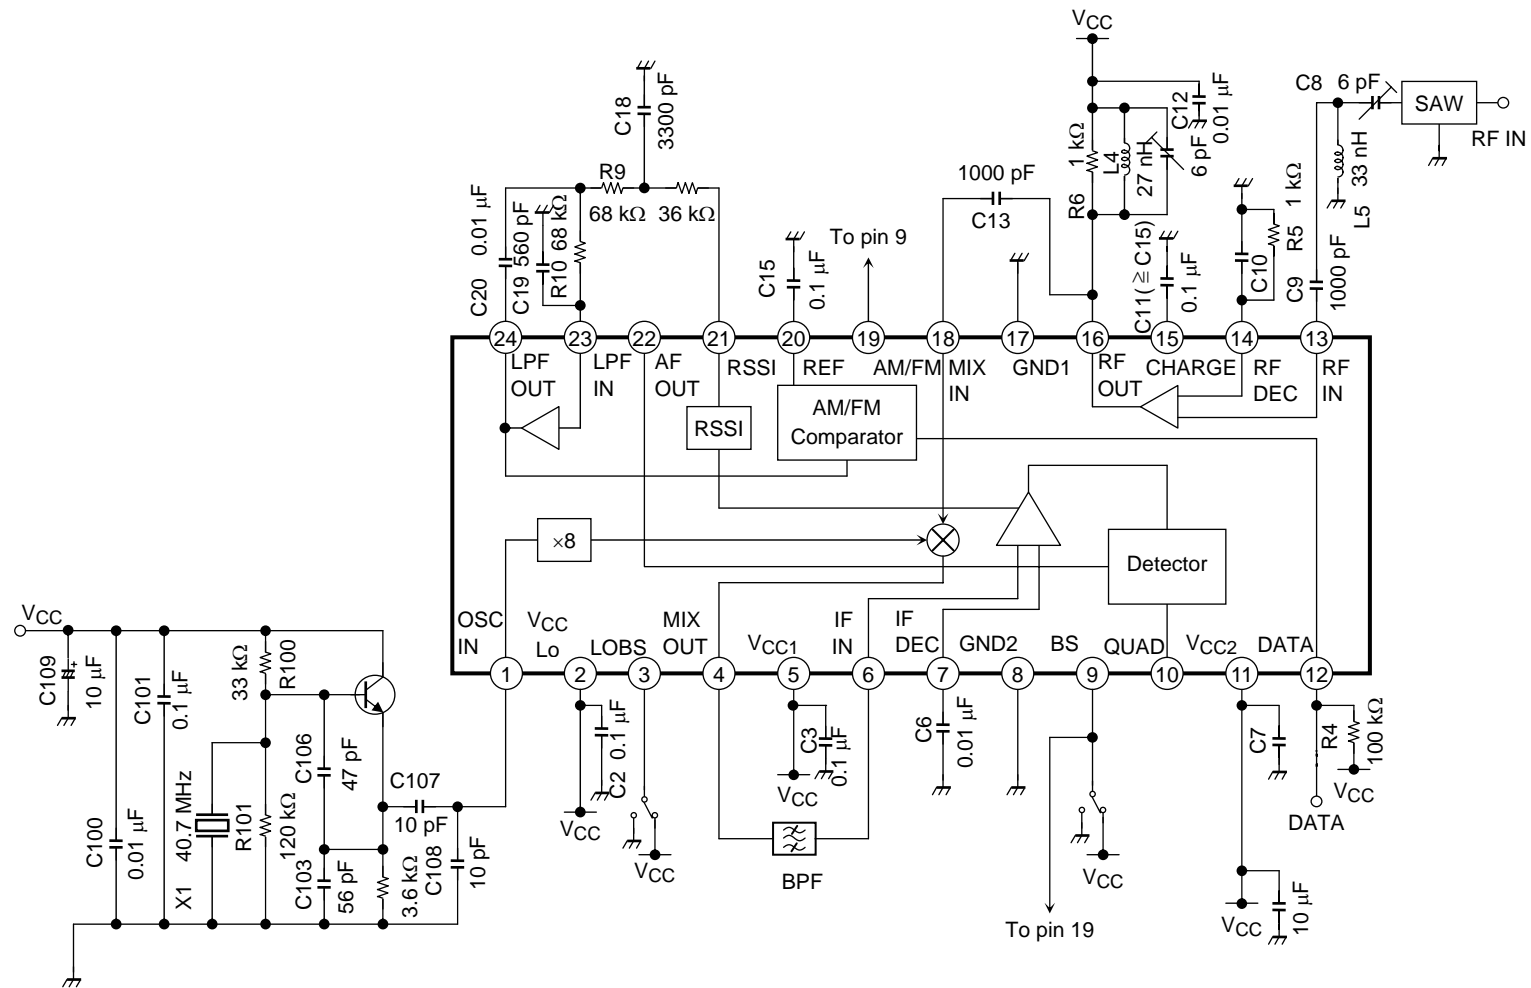 VCC
C18
3300 pF
C12
0.01 μF
C8
6 pF
SAW
RF IN
1 kΩ
L4
27 nH
6 pF
R6
33 nH
L5
R9
68 kΩ
36 kΩ
1000 pF
C13
C20
0.01 μF
C19
560 pF
R10
68 kΩ
C15
0.1 μF
To pin 9
C11( ≧ C15)
0.1 μF
C10
R5
1 kΩ
C9
1000 pF
24
23
22
21
20
19
18
17
16
15
14
13
LPF
OUT
LPF
IN
AF
OUT
RSSI
REF
AM/FM
MIX
IN
GND1
RF
OUT
CHARGE
RF
DEC
RF
IN
RSSI
AM/FM
Comparator
×8
Detector
OSC
IN
VCC
Lo
LOBS
MIX
OUT
VCC1
IF
IN
IF
DEC
GND2
BS
QUAD
VCC2
DATA
1
2
3
4
5
6
7
8
9
10
11
12
VCC
C109
10 μF
C101
0.1 μF
33 kΩ
R100
C106
47 pF
C107
10 pF
C100
0.01 μF
X1
40.7 MHz
R101
120 kΩ
C103
56 pF
3.6 kΩ
C108
10 pF
C2
0.1 μF
VCC
VCC
C3
0.1 μF
VCC
BPF
C6
0.01 μF
VCC
To pin 19
C7
VCC
10 μF
R4
100 kΩ
VCC
DATA